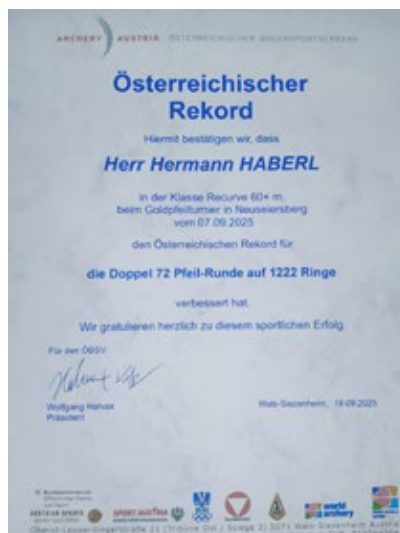 ARCHERY AUSTRIA ÖSTERREICHISCHER BOGENSPORTVERBAND
Österreichischer
Rekord
Hiermit bestätigen wir, dass
Herr Hermann HABERL
in der Klasse Recurve 60+ m,
beim Goldpfeilturnier in Neuseiersberg
vom 07.09.2025
den Österreichischen Rekord für
die Doppel 72 Pfeil-Runde auf 1222 Ringe
verbessert hat.
Wir gratulieren herzlich zu diesem sportlichen Erfolg.
Für den ÖBSV:
Wolfgang
Präsident
Wals-Siezenheim, 19.09.2025
SPORT AUSTRIA
world
archery